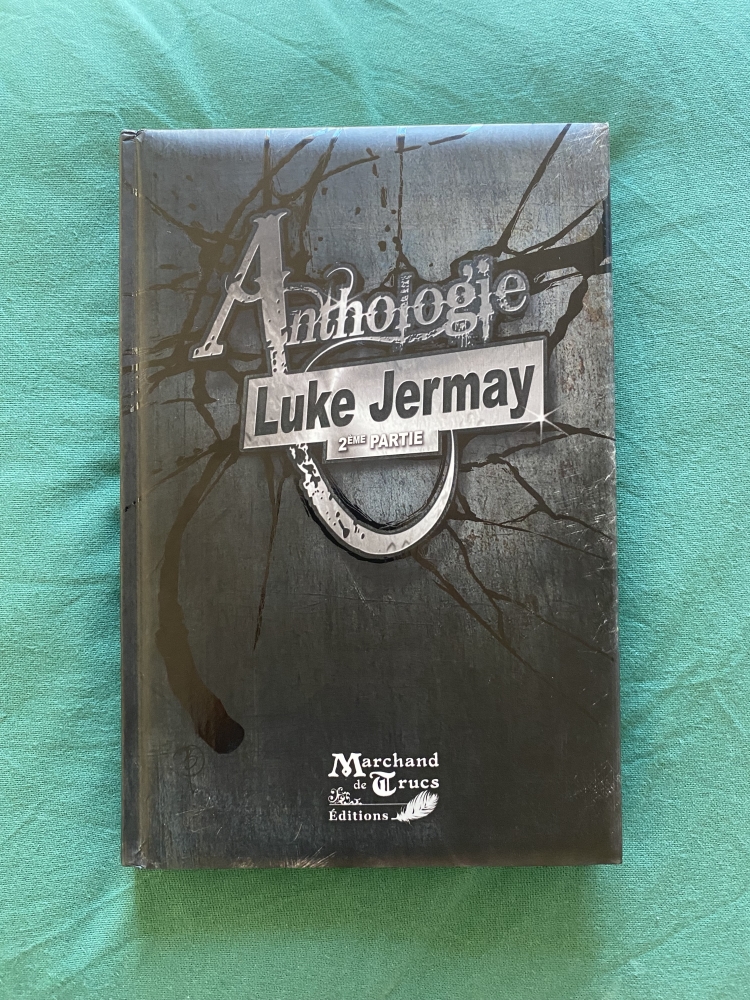 Anthologie
Luke Jermay
2ÈME PARTIE
Marchand
de Trucs
Éditions